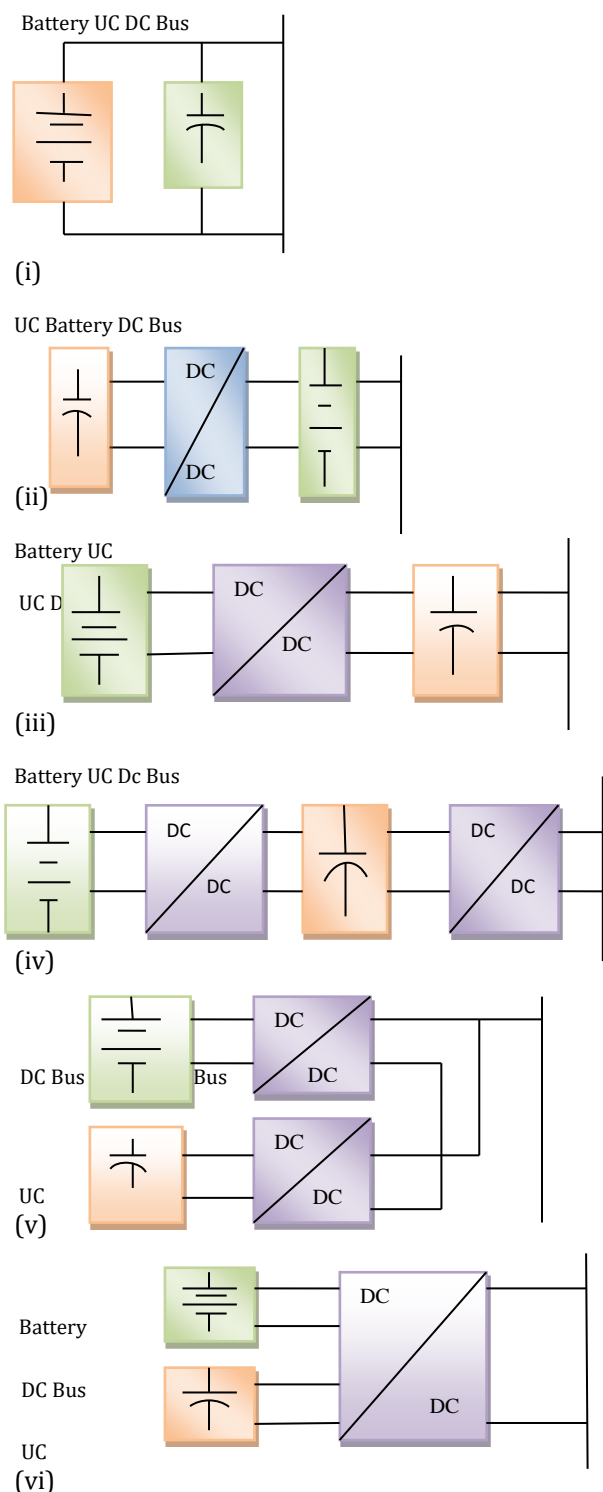 Battery UC DC Bus
(i)
UC Battery DC Bus
DC
DC
(ii)
Battery UC
UC D
DC
DC
(iii)
Battery UC Dc Bus
DC
DC
DC
DC
(iv)
DC
DC
DC Bus Bus
DC
DC
UC
(v)
DC
Battery
DC Bus
DC
UC
(vi)